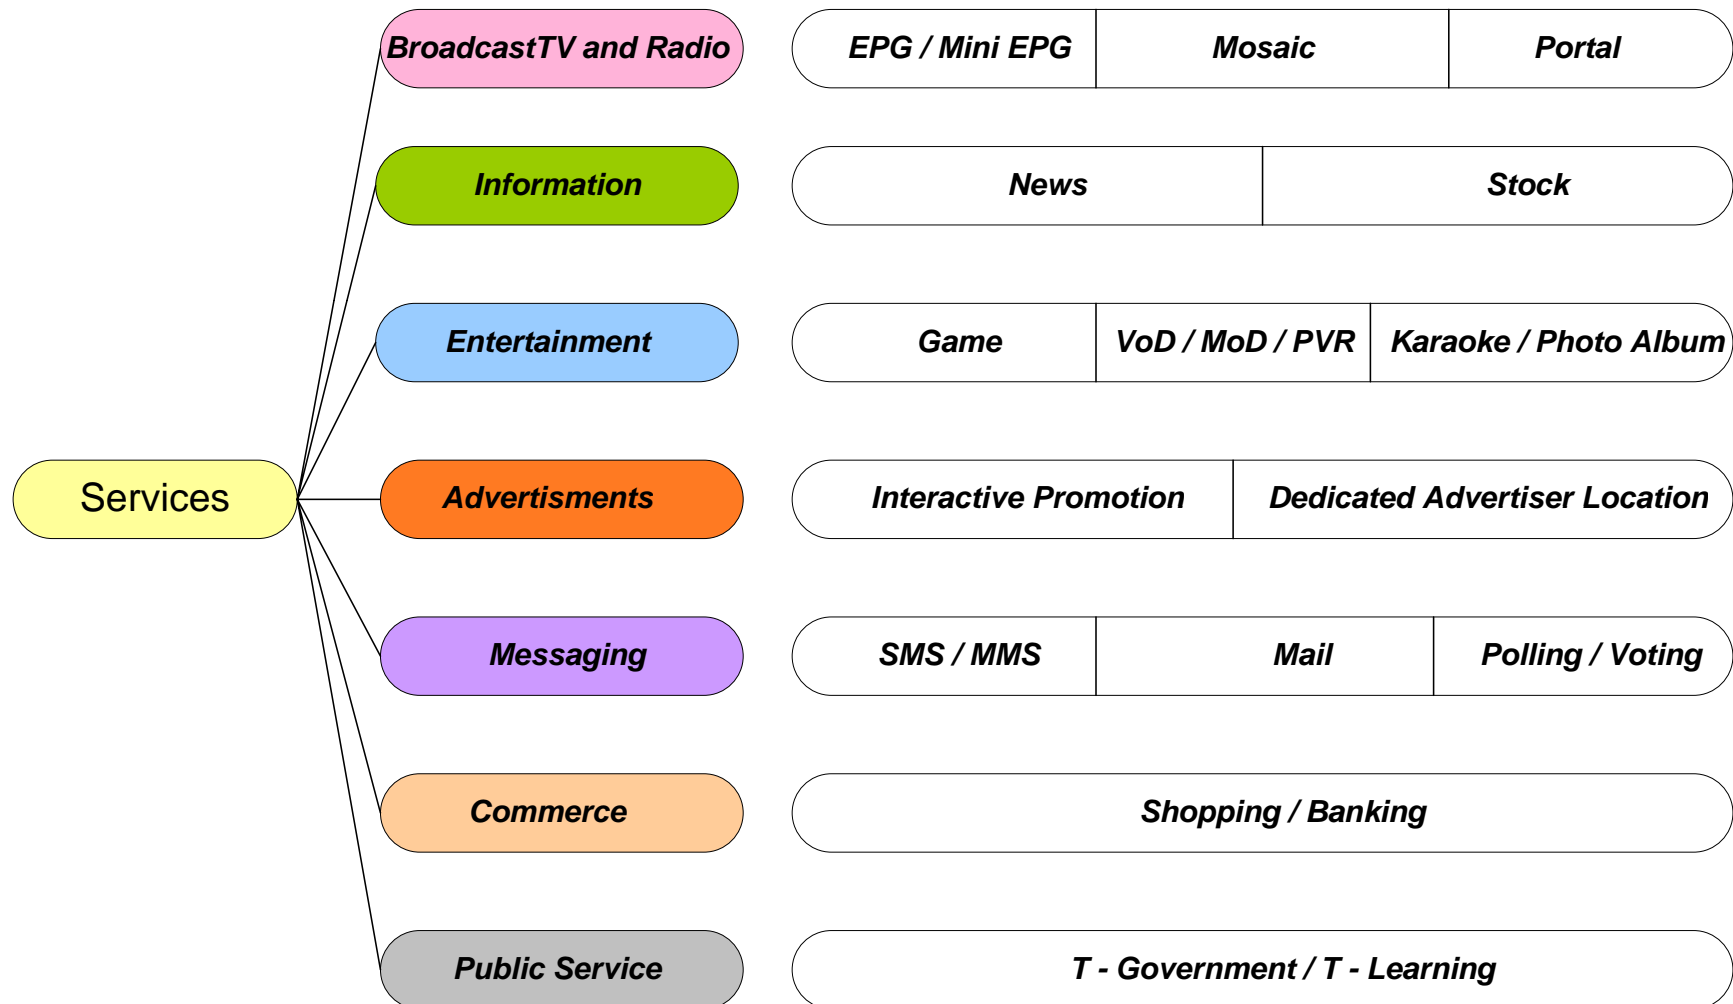 BroadcastTV and Radio
EPG / Mini EPG
Mosaic
Portal
Information
News
Stock
Entertainment
Game
VoD / MoD / PVR
Karaoke / Photo Album
Services
Advertisments
Interactive Promotion
Dedicated Advertiser Location
Messaging
SMS / MMS
Mail
Polling / Voting
Commerce
Shopping / Banking
Public Service
T - Government / T - Learning